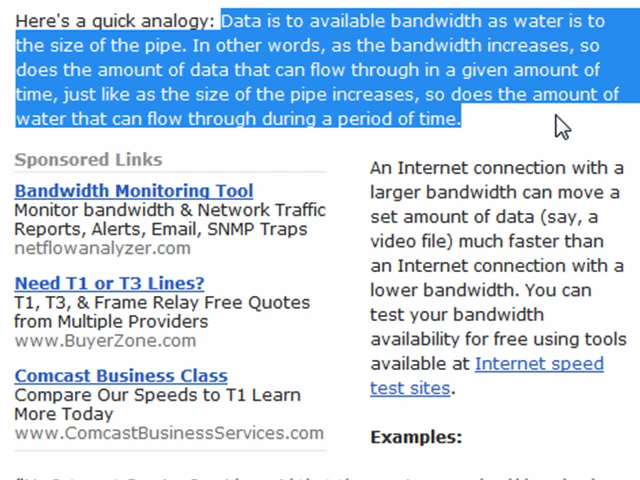 Here's a quick analogy: Data is to available bandwidth as water is to
the size of the pipe. In other words, as the bandwidth increases, so
does the amount of data that can flow through in a given amount of
time, just like as the size of the pipe increases, so does the amount of
water that can flow through during a period of time.
Sponsored Links
Bandwidth Monitoring Tool
Monitor bandwidth & Network Traffic
Reports, Alerts, Email, SNMP Traps
netflowanalyzer.com
Need T1 or T3 Lines?
T1, T3, & Frame Relay Free Quotes
from Multiple Providers
www.BuyerZone.com
Comcast Business Class
Compare Our Speeds to T1 Learn
More Today
www.ComcastBusinessServices.com
An Internet connection with a
larger bandwidth can move a
set amount of data (say, a
video file) much faster than
an Internet connection with a
lower bandwidth. You can
test your bandwidth
availability for free using tools
available at Internet speed
test sites.
Examples: